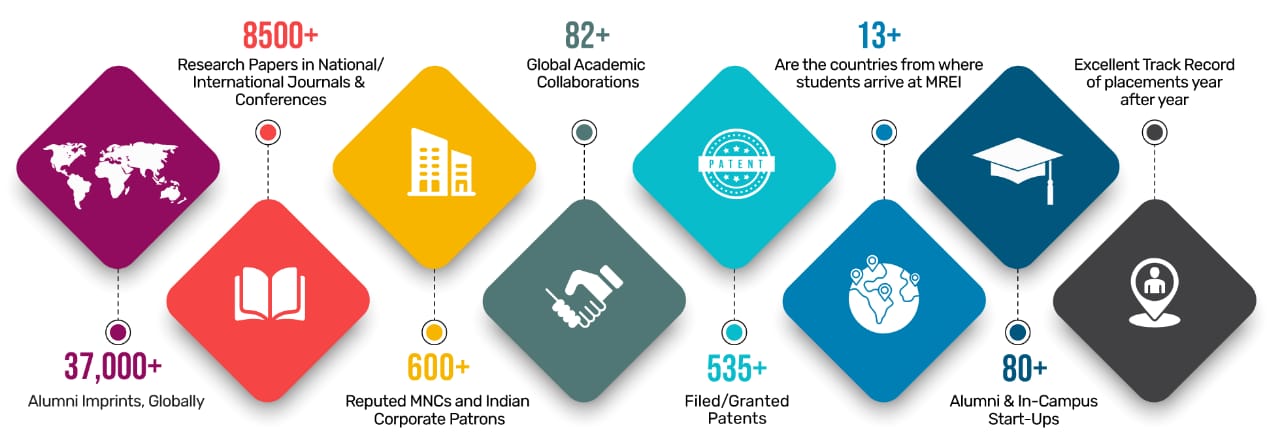 37,000+
Alumni Imprints, Globally
8500+
Research Papers in National/
International Journals &
Conferences
600+
Reputed MNCs and Indian
Corporate Patrons
82+
Global Academic
Collaborations
PATENT
535+
Filed/Granted
Patents
13+
Are the countries from where
students arrive at MREI
80+
Alumni & In-Campus
Start-Ups
Excellent Track Record
of placements year
after year